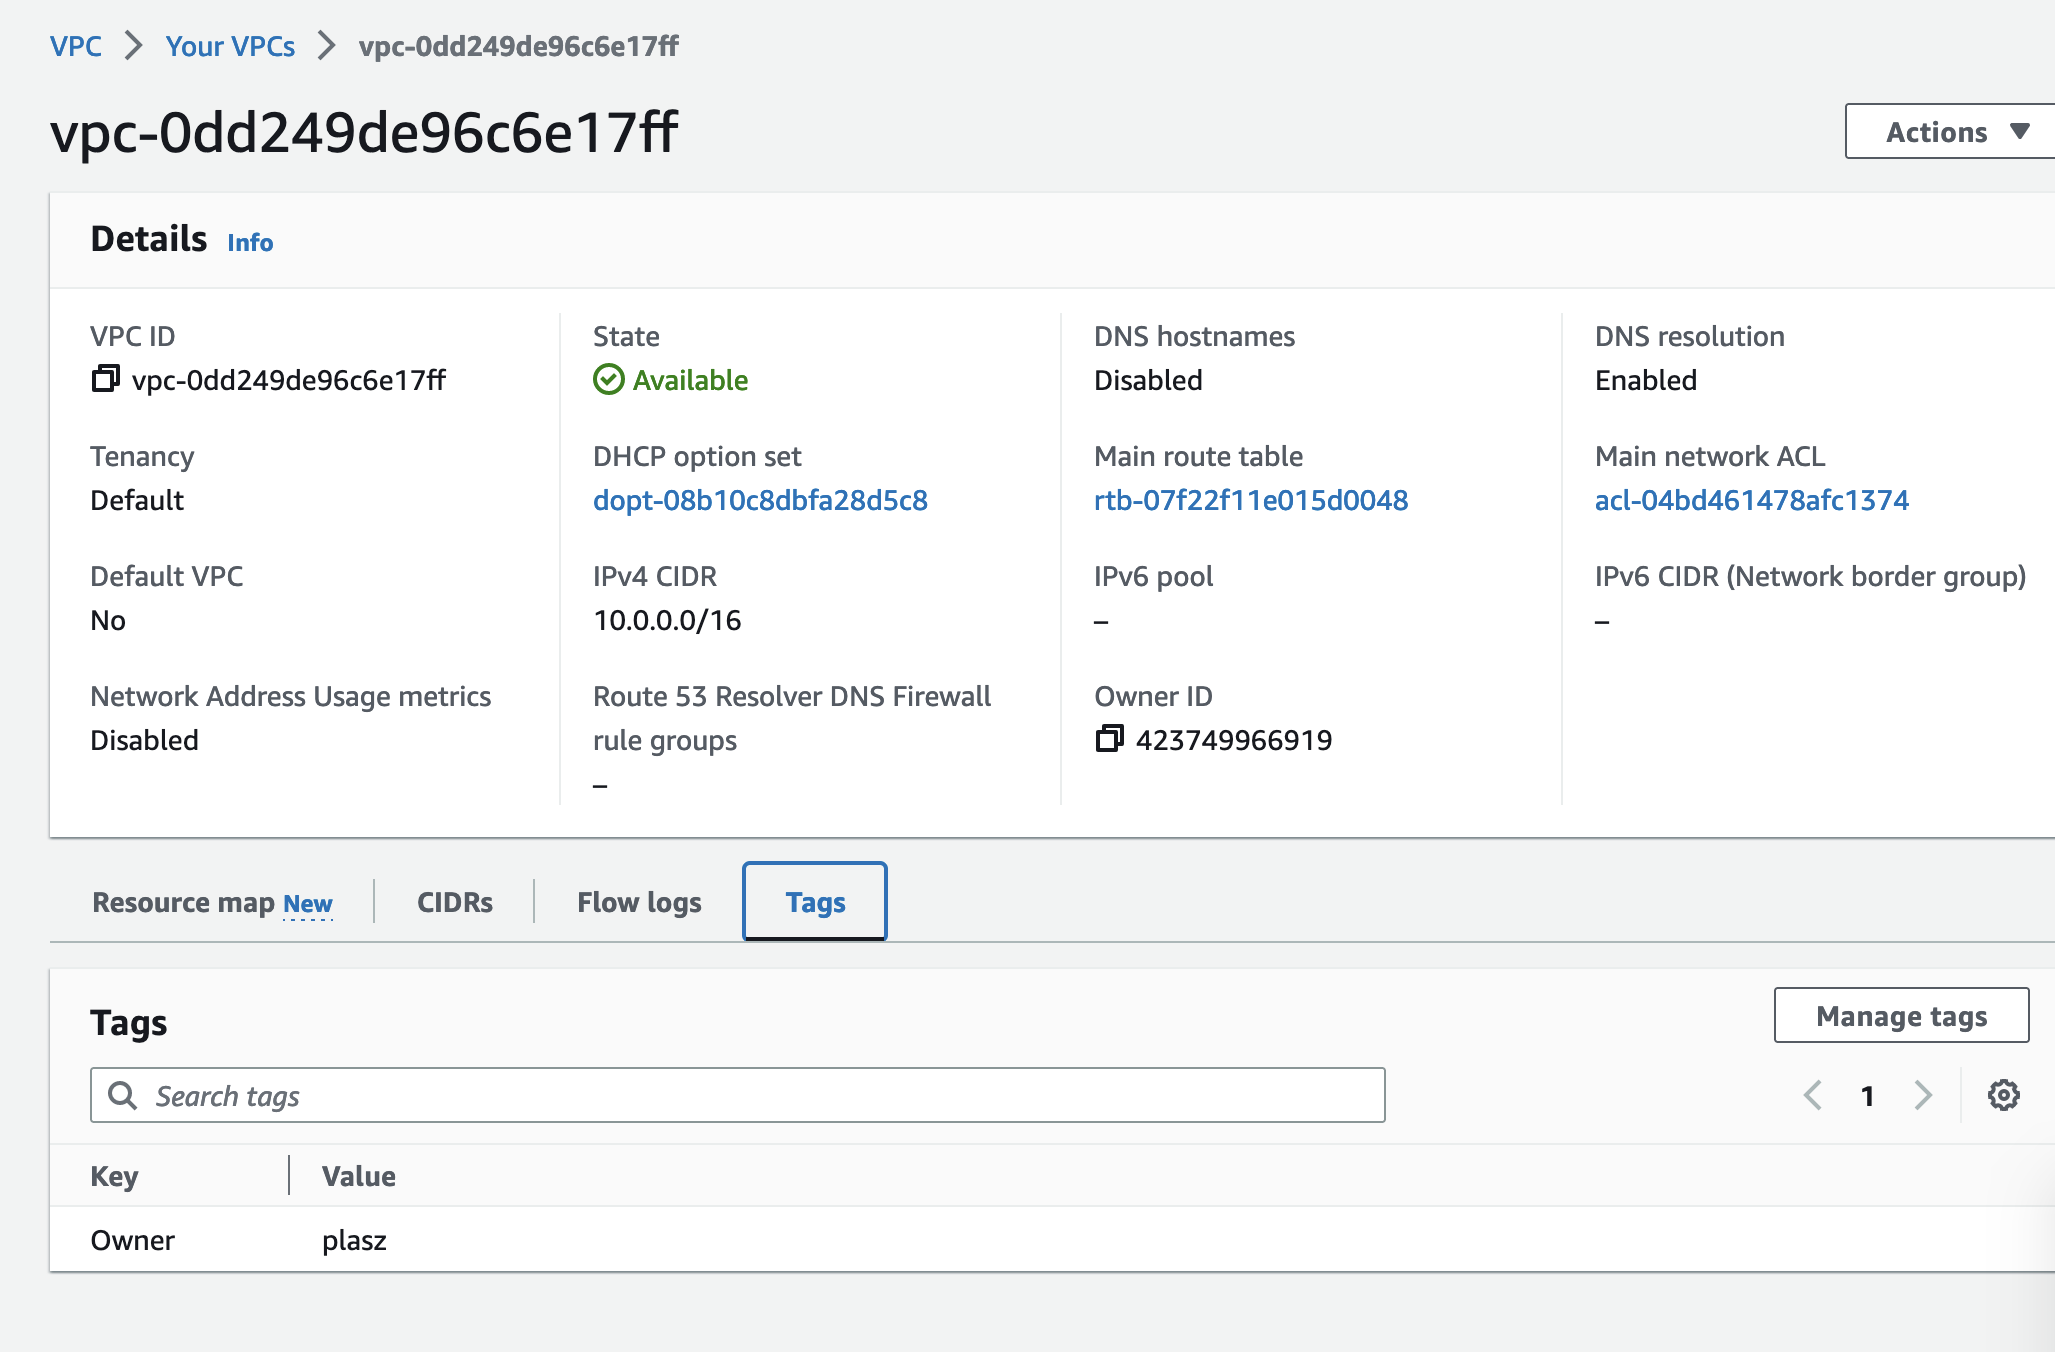 VPC > Your VPCs > vpc-0dd249de96c6e17ff
vpc-0dd249de96c6e17ff
Actions
Details Info
VPC ID
vpc-0dd249de96c6e17ff
State
Available
DNS hostnames
Disabled
DNS resolution
Enabled
Tenancy
Default
DHCP option set
dopt-08b10c8dbfa28d5c8
Main route table
rtb-07f22f11e015d0048
Main network ACL
acl-04bd461478afc1374
Default VPC
No
IPv4 CIDR
10.0.0.0/16
IPv6 pool
–
IPv6 CIDR (Network border group)
–
Network Address Usage metrics
Disabled
Route 53 Resolver DNS Firewall
rule groups
–
Owner ID
423749966919
Resource map New
CIDRs
Flow logs
Tags
Tags
Manage tags
Search tags
1
Key Value
Owner plasz